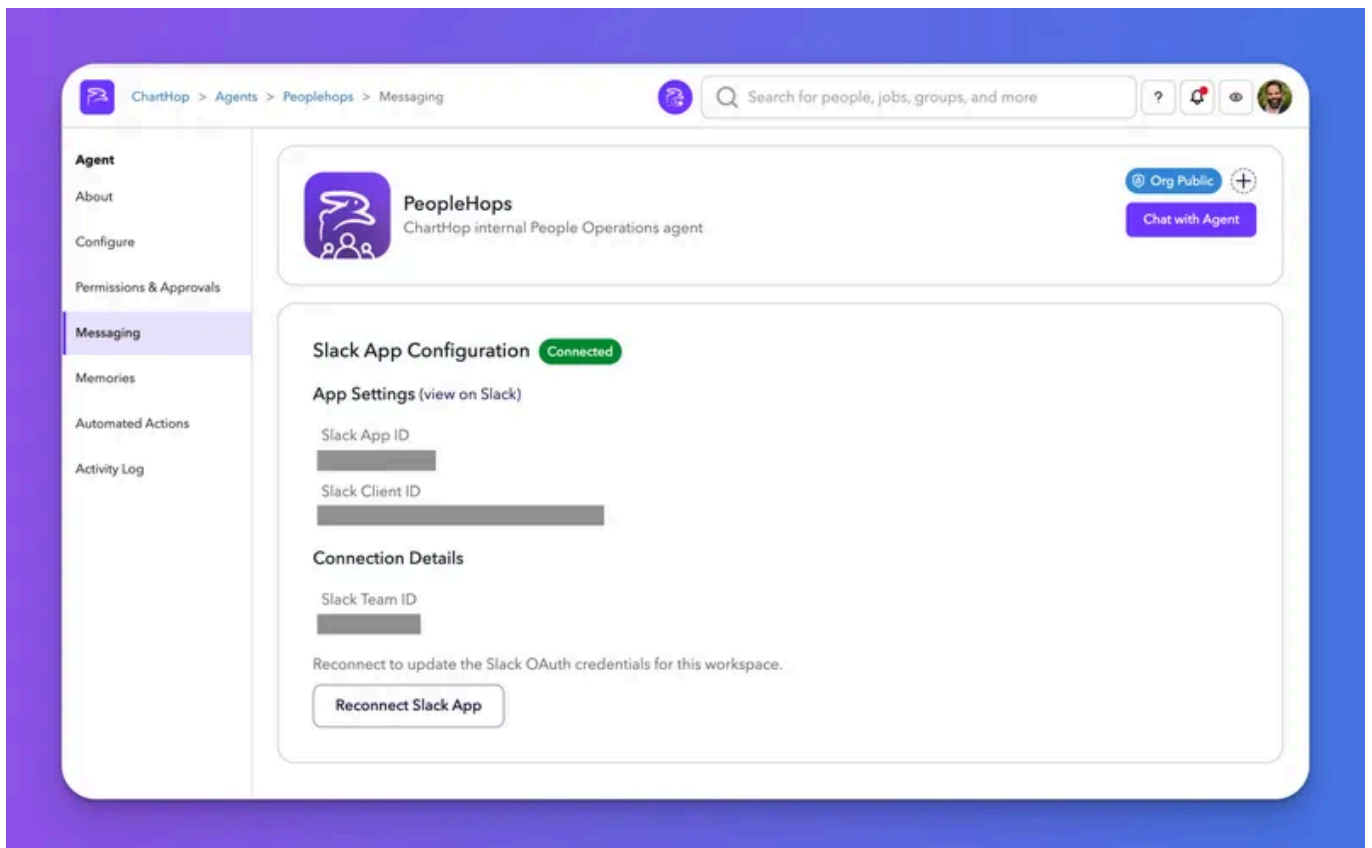 ChartHop > Agents > Peoplehops > Messaging
Search for people, jobs, groups, and more
?
Agent
About
Configure
Permissions & Approvals
Messaging
Memories
Automated Actions
Activity Log
PeopleHops
ChartHop internal People Operations agent
Org Public
Chat with Agent
Slack App Configuration Connected
App Settings (view on Slack)
Slack App ID
Slack Client ID
Connection Details
Slack Team ID
Reconnect to update the Slack OAuth credentials for this workspace.
Reconnect Slack App